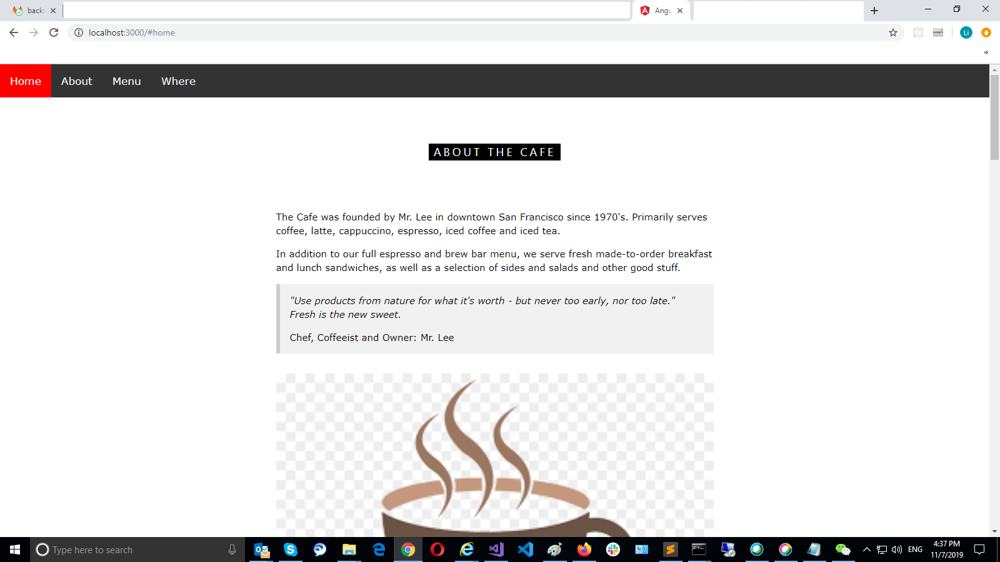 backe
Angu
localhost:3000/#home
Li
»
Home About Menu Where
ABOUT THE CAFE
The Cafe was founded by Mr. Lee in downtown San Francisco since 1970's. Primarily serves
coffee, latte, cappuccino, espresso, iced coffee and iced tea.
In addition to our full espresso and brew bar menu, we serve fresh made-to-order breakfast
and lunch sandwiches, as well as a selection of sides and salads and other good stuff.
"Use products from nature for what it's worth - but never too early, nor too late."
Fresh is the new sweet.
Chef, Coffeeist and Owner: Mr. Lee
Type here to search
ENG
4:37 PM
11/7/2019